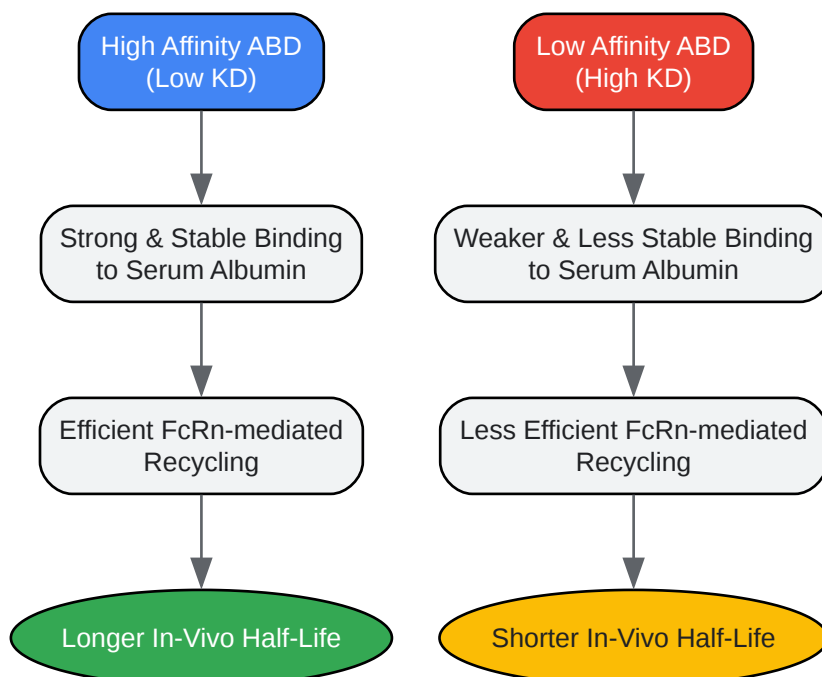 High Affinity ABD
(Low KD)
Low Affinity ABD
(High KD)
Strong & Stable Binding
to Serum Albumin
Weaker & Less Stable Binding
to Serum Albumin
Efficient FcRn-mediated
Recycling
Less Efficient FcRn-mediated
Recycling
Longer In-Vivo Half-Life
Shorter In-Vivo Half-Life